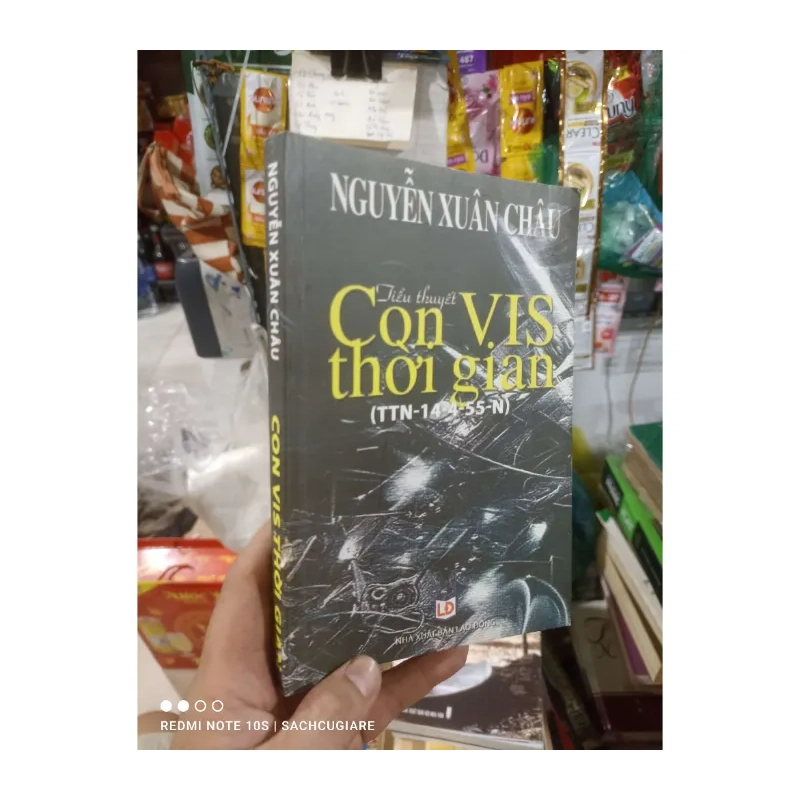 NGUYỄN XUÂN CHÂU
Tiểu thuyết
Con VIS
thời gian
(TTN-14-4-55-N)
LĐ
NHÀ XUẤT BẢN LAO ĐỘNG
NGUYỄN XUÂN CHÂU
CON VIS THỜI GIAN
CLEAR
REDMI NOTE 10S | SACHCUGIARE